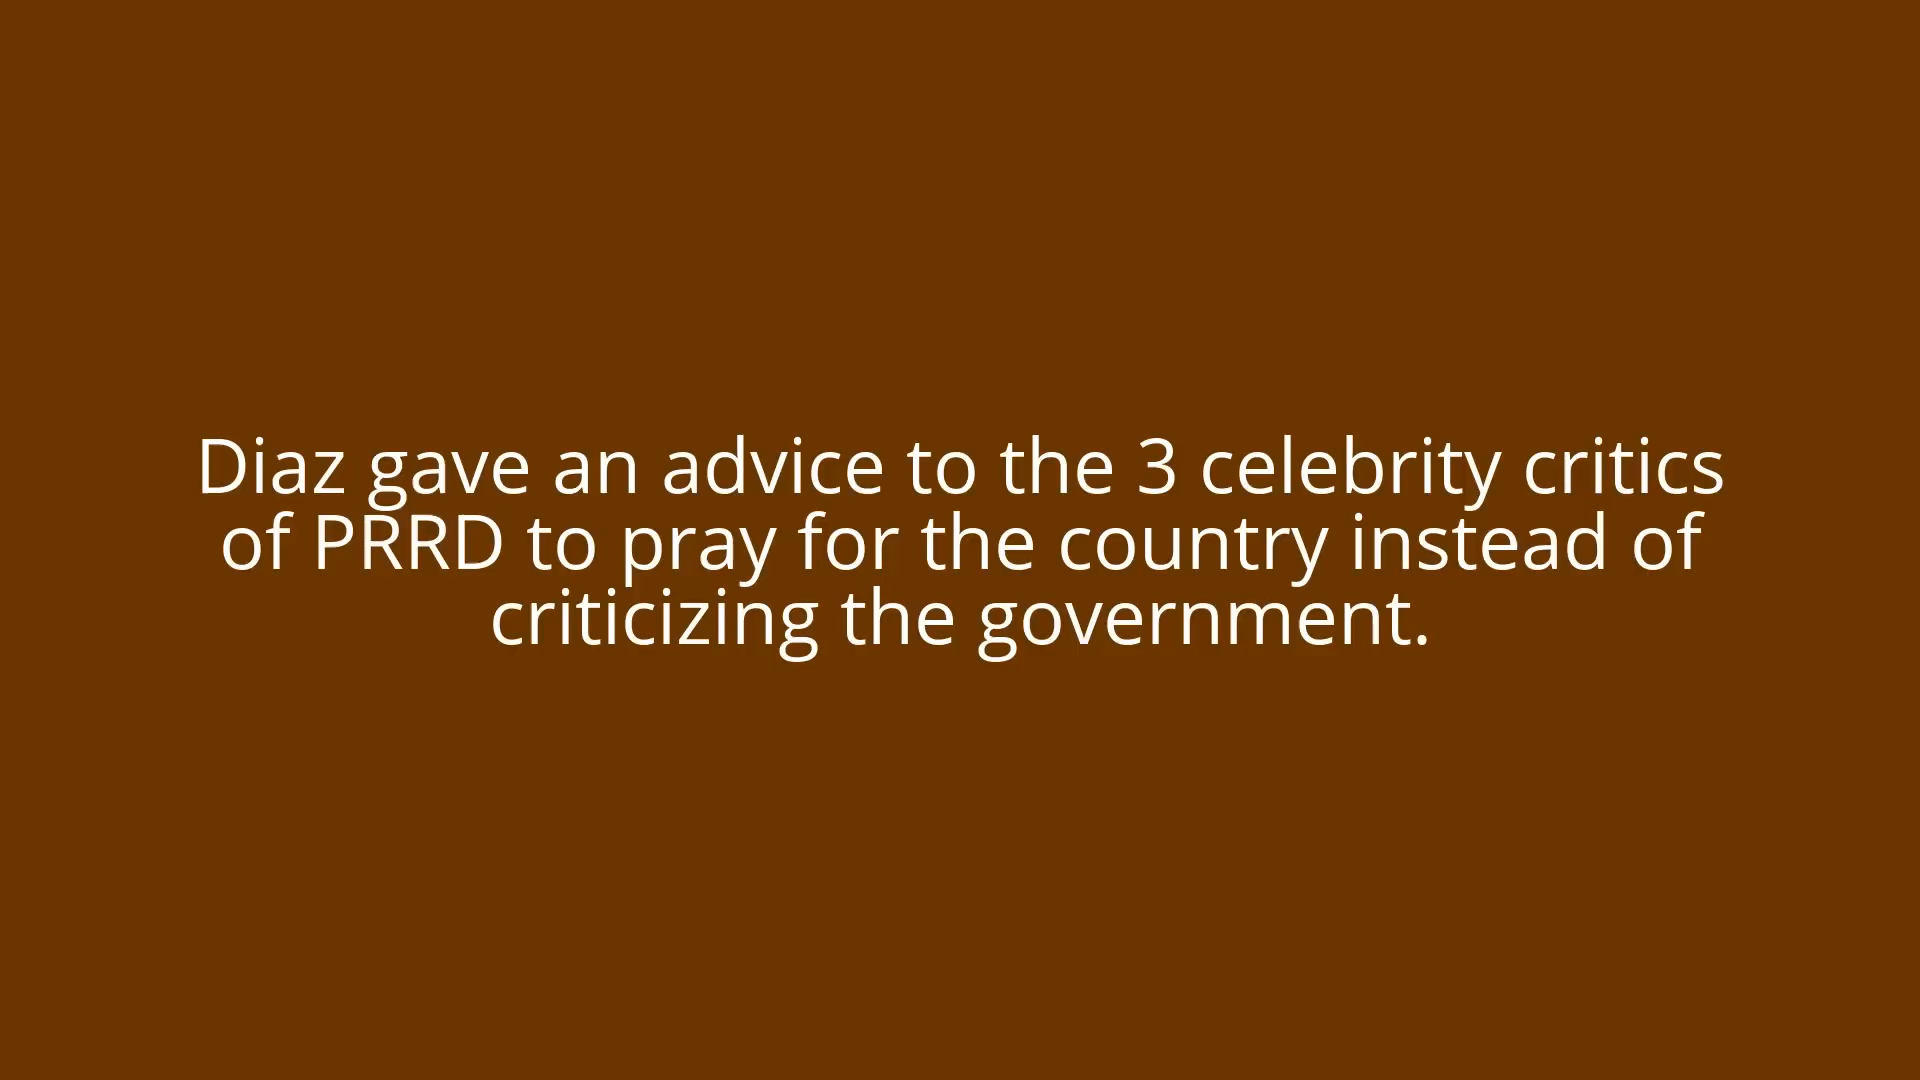 Diaz gave an advice to the 3 celebrity critics
of PRRD to pray for the country instead of
criticizing the government.